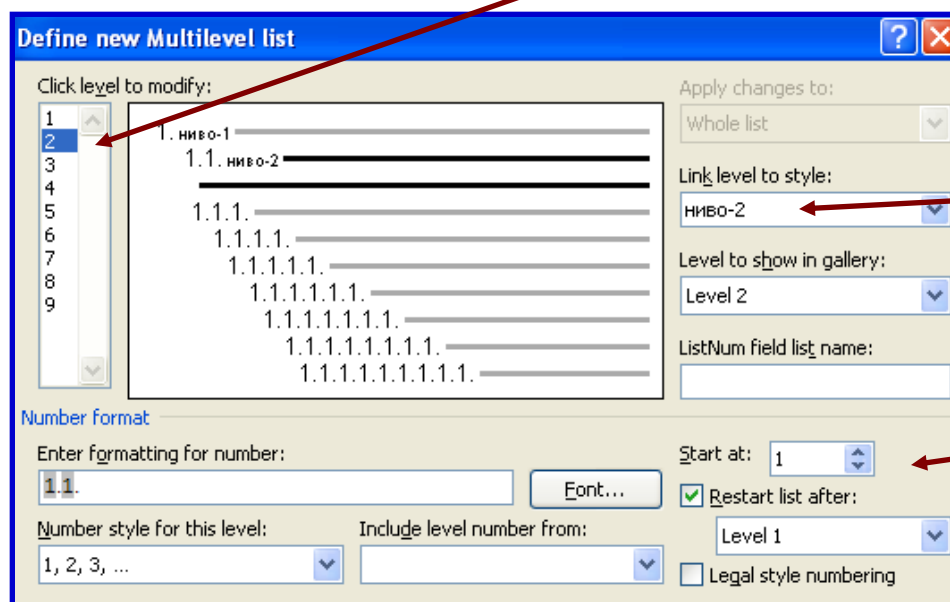 Define new Multilevel list
Click level to modify:
1
2
3
4
5
6
7
8
9
1. ниво-1
1.1. ниво-2
1.1.1.
1.1.1.1.
1.1.1.1.1.
1.1.1.1.1.1.
1.1.1.1.1.1.1.
1.1.1.1.1.1.1.1.
1.1.1.1.1.1.1.1.1.
Apply changes to:
Whole list
Link level to style:
ниво-2
Level to show in gallery:
Level 2
ListNum field list name:
Number format
Enter formatting for number:
1.1.
Font...
Number style for this level:
1, 2, 3, ...
Include level number from:
Start at: 1
Restart list after:
Level 1
Legal style numbering